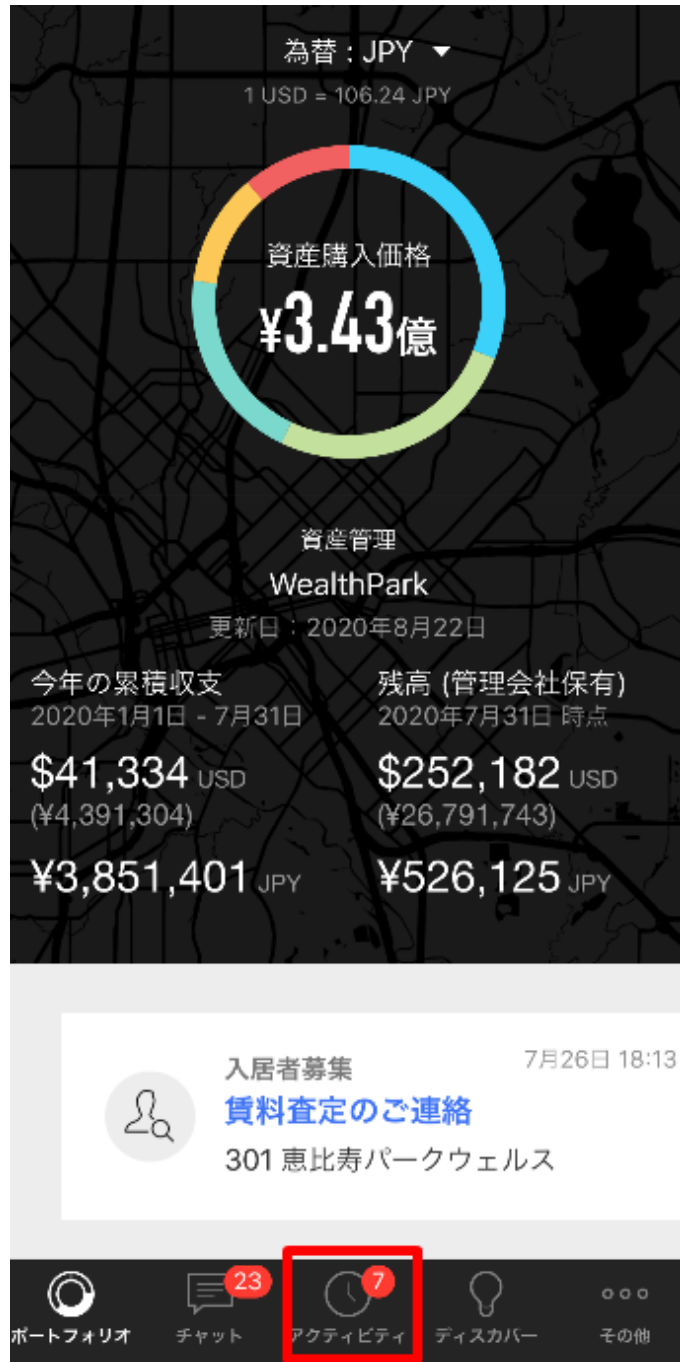 為替：JPY
1 USD = 106.24 JPY
資産購入価格
¥3.43億
資産管理
WealthPark
更新日：2020年8月22日
今年の累積収支
2020年1月1日 - 7月31日
$41,334 USD
(¥4,391,304)
¥3,851,401 JPY
残高 (管理会社保有)
2020年7月31日 時点
$252,182 USD
(¥26,791,743)
¥526,125 JPY
入居者募集
7月26日 18:13
賃料査定のご連絡
301 恵比寿パークウェルス
23
7
ポートフォリオ
チャット
アクティビティ
ディスカバー
その他